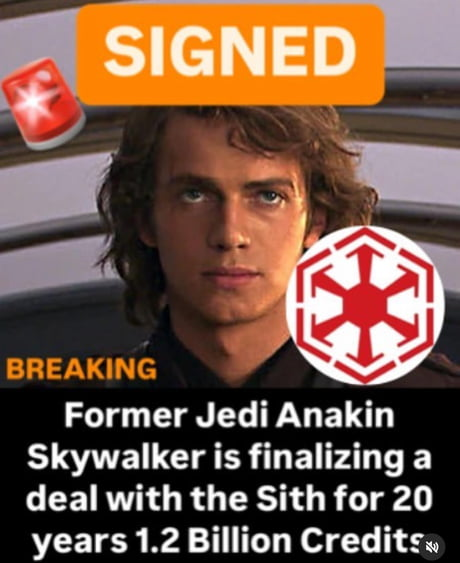 SIGNED
BREAKING
Former Jedi Anakin
Skywalker is finalizing a
deal with the Sith for 20
years 1.2 Billion Credits